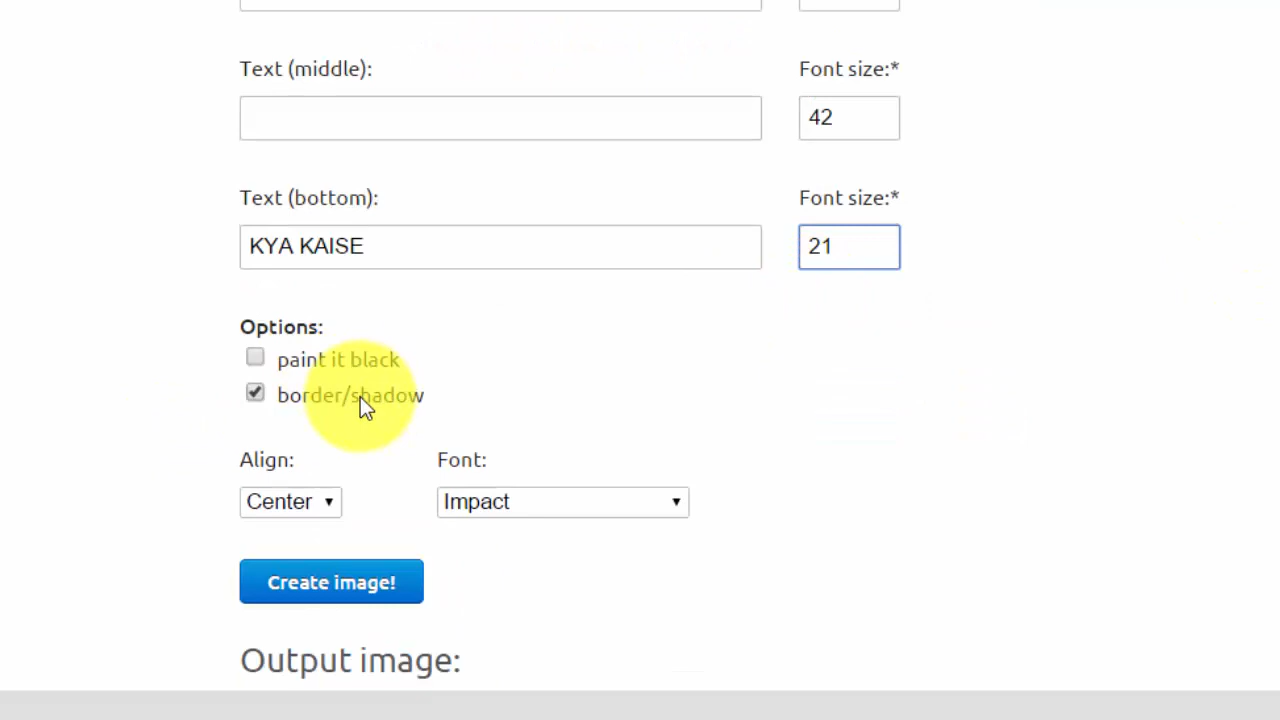 Text (middle): Font size:*
42
Text (bottom): Font size:*
KYA KAISE 21
Options:
paint it black
border/shadow
Align: Font:
Center Impact
Create image!
Output image: